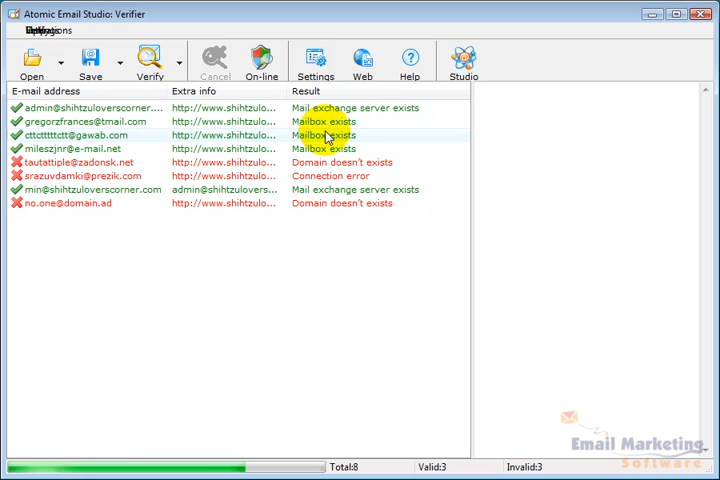 Atomic Email Studio: Verifier
Open Save Verify Cancel On-line Settings Web Help Studio
E-mail address Extra info Result
admin@shihtzuloverscorner.... http://www.shihtzulo... Mail exchange server exists
gregorzfrances@tmail.com http://www.shihtzulo... Mailbox exists
cttctttttctt@gawab.com http://www.shihtzulo... Mailbox exists
mileszjnr@e-mail.net http://www.shihtzulo... Mailbox exists
tautattiple@zadonsk.net http://www.shihtzulo... Domain doesn't exists
srazuvdamki@prezik.com http://www.shihtzulo... Connection error
min@shihtzuloverscorner.com admin@shihtzulovers... Mail exchange server exists
no.one@domain.ad http://www.shihtzulo... Domain doesn't exists
Email Marketing
Software
Total:8 Valid:3 Invalid:3